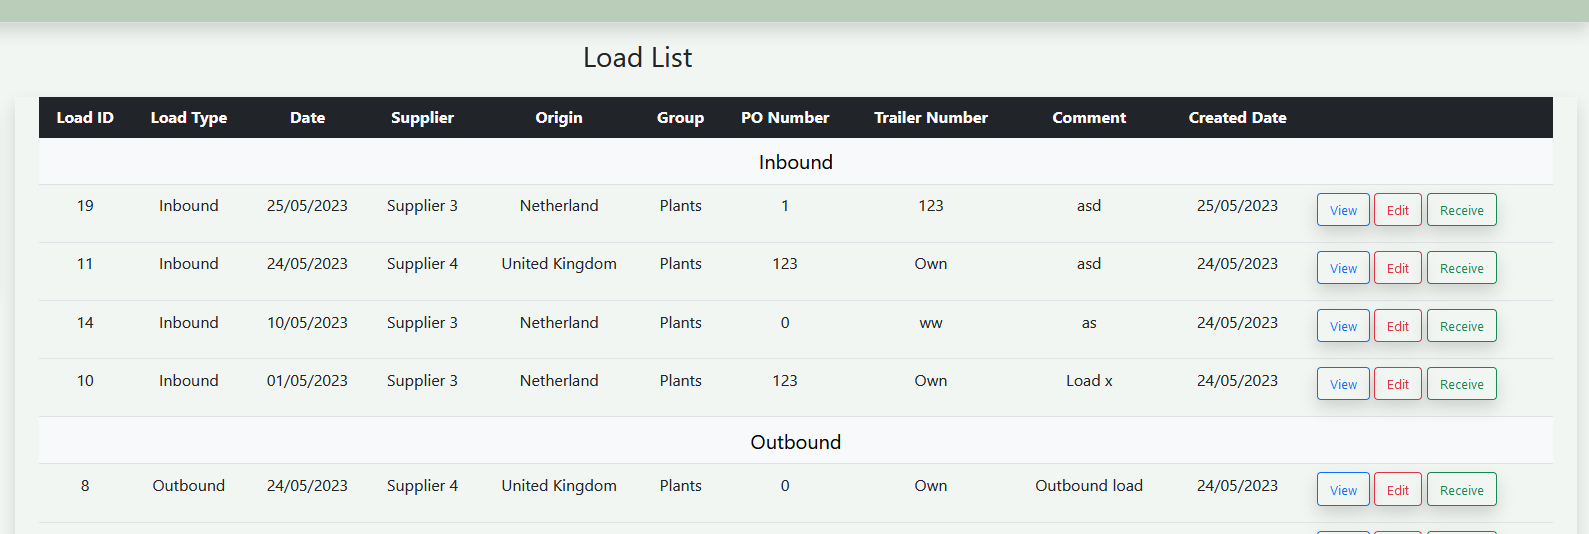 Load List
Load ID Load Type Date Supplier Origin Group PO Number Trailer Number Comment Created Date
Inbound
19 Inbound 25/05/2023 Supplier 3 Netherland Plants 1 123 asd 25/05/2023 View Edit Receive
11 Inbound 24/05/2023 Supplier 4 United Kingdom Plants 123 Own asd 24/05/2023 View Edit Receive
14 Inbound 10/05/2023 Supplier 3 Netherland Plants 0 ww as 24/05/2023 View Edit Receive
10 Inbound 01/05/2023 Supplier 3 Netherland Plants 123 Own Load x 24/05/2023 View Edit Receive
Outbound
8 Outbound 24/05/2023 Supplier 4 United Kingdom Plants 0 Own Outbound load 24/05/2023 View Edit Receive